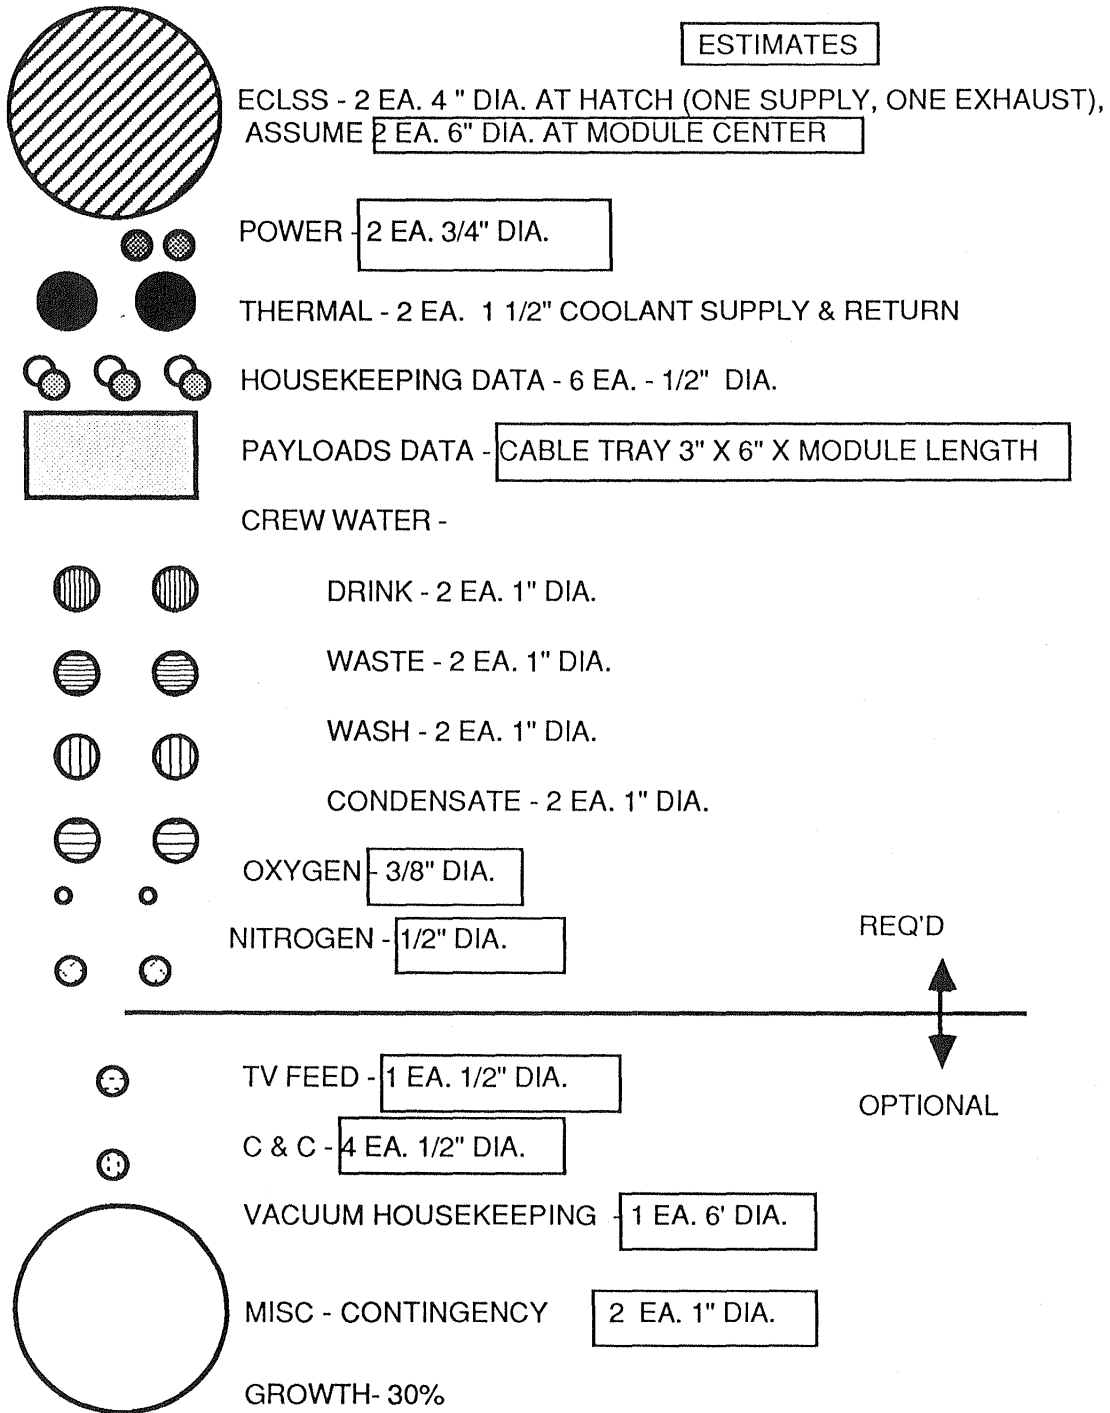 ESTIMATES
ECLSS - 2 EA. 4 " DIA. AT HATCH (ONE SUPPLY, ONE EXHAUST),
ASSUME 2 EA. 6" DIA. AT MODULE CENTER
POWER - 2 EA. 3/4" DIA.
THERMAL - 2 EA. 1 1/2" COOLANT SUPPLY & RETURN
HOUSEKEEPING DATA - 6 EA. - 1/2" DIA.
PAYLOADS DATA - CABLE TRAY 3" X 6" X MODULE LENGTH
CREW WATER -
DRINK - 2 EA. 1" DIA.
WASTE - 2 EA. 1" DIA.
WASH - 2 EA. 1" DIA.
CONDENSATE - 2 EA. 1" DIA.
OXYGEN - 3/8" DIA.
NITROGEN - 1/2" DIA.
REQ'D
TV FEED - 1 EA. 1/2" DIA.
OPTIONAL
C & C - 4 EA. 1/2" DIA.
VACUUM HOUSEKEEPING - 1 EA. 6' DIA.
MISC - CONTINGENCY 2 EA. 1" DIA.
GROWTH- 30%